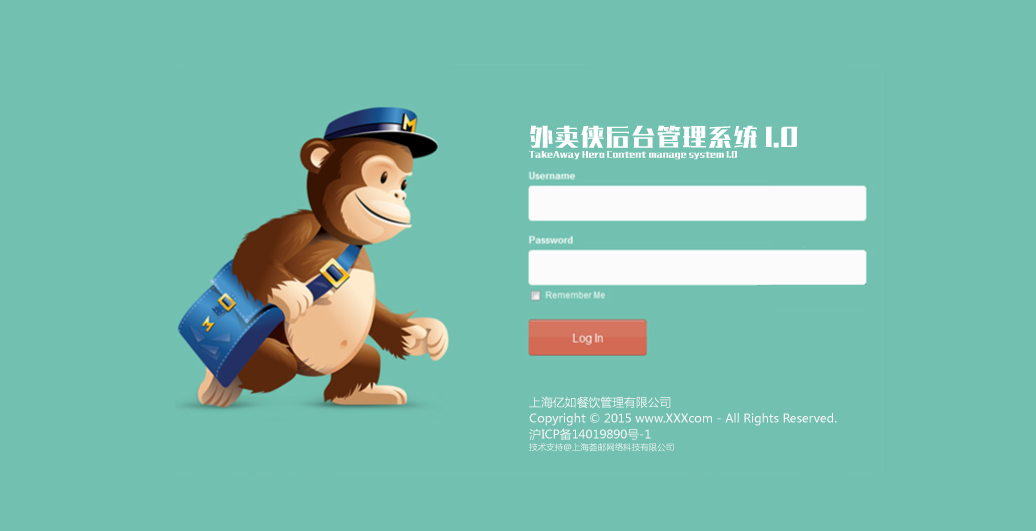 外卖侠后台管理系统 1.0
TakeAway Hero Content manage system 1.0
Username
Password
Remember Me
Log In
上海亿如餐饮管理有限公司
Copyright © 2015 www.XXXcom - All Rights Reserved.
沪ICP备14019890号-1
技术支持@上海荟邮网络科技有限公司